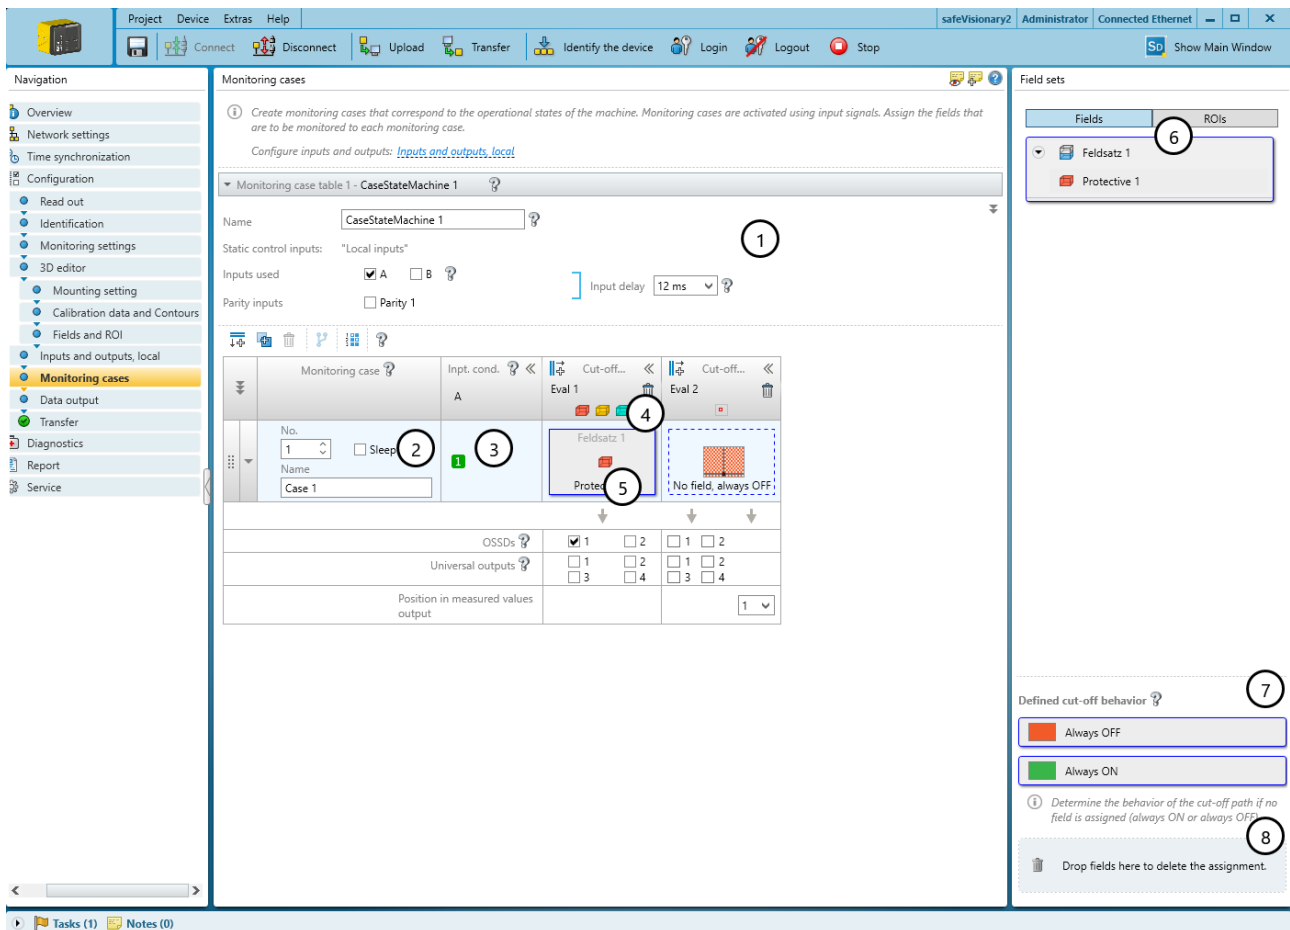 Project Device Extras Help
safeVisionary2 Administrator Connected Ethernet
Connect Disconnect Upload Transfer Identify the device Login Logout Stop
SD Show Main Window
Navigation
Overview
Network settings
Time synchronization
Configuration
Read out
Identification
Monitoring settings
3D editor
Mounting setting
Calibration data and Contours
Fields and ROI
Inputs and outputs, local
Monitoring cases
Data output
Transfer
Diagnostics
Report
Service
Monitoring cases
Create monitoring cases that correspond to the operational states of the machine. Monitoring cases are activated using input signals. Assign the fields that
are to be monitored to each monitoring case.
Configure inputs and outputs: Inputs and outputs, local
Monitoring case table 1 - CaseStateMachine 1
Name CaseStateMachine 1
1
Static control inputs: "Local inputs"
Inputs used A B
Input delay 12 ms
Parity inputs Parity 1
Monitoring case Inpt. cond. Cut-off... Cut-off...
A Eval 1 Eval 2
4
No.
1 Sleep 2
1 3
Name
Case 1
Feldsatz 1
Protec
5
No field, always OFF
OSSDs 1 2 1 2
Universal outputs 1 2 1 2
3 4 3 4
Position in measured values
output
1
Field sets
Fields ROIs
6
Feldsatz 1
Protective 1
7
Defined cut-off behavior
Always OFF
Always ON
Determine the behavior of the cut-off path if no
field is assigned (always ON or always OFF)
8
Drop fields here to delete the assignment.
Tasks (1) Notes (0)